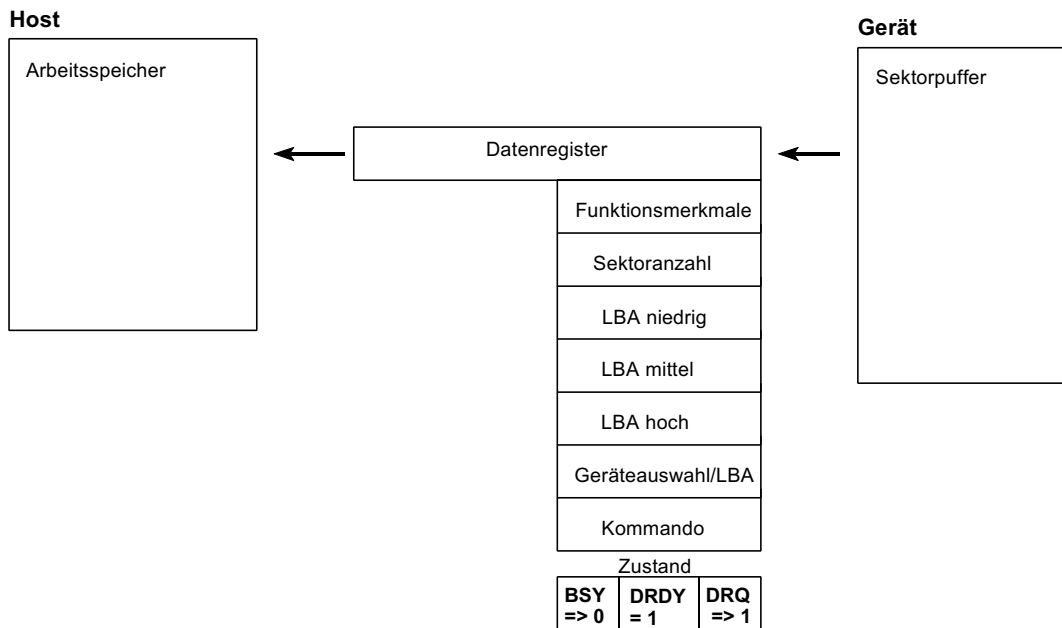 Host
Gerät
Arbeitsspeicher
Sektorpuffer
Datenregister
Funktionsmerkmale
Sektoranzahl
LBA niedrig
LBA mittel
LBA hoch
Geräteauswahl/LBA
Kommando
Zustand
BSY DRDY DRQ
=> 0 = 1 => 1